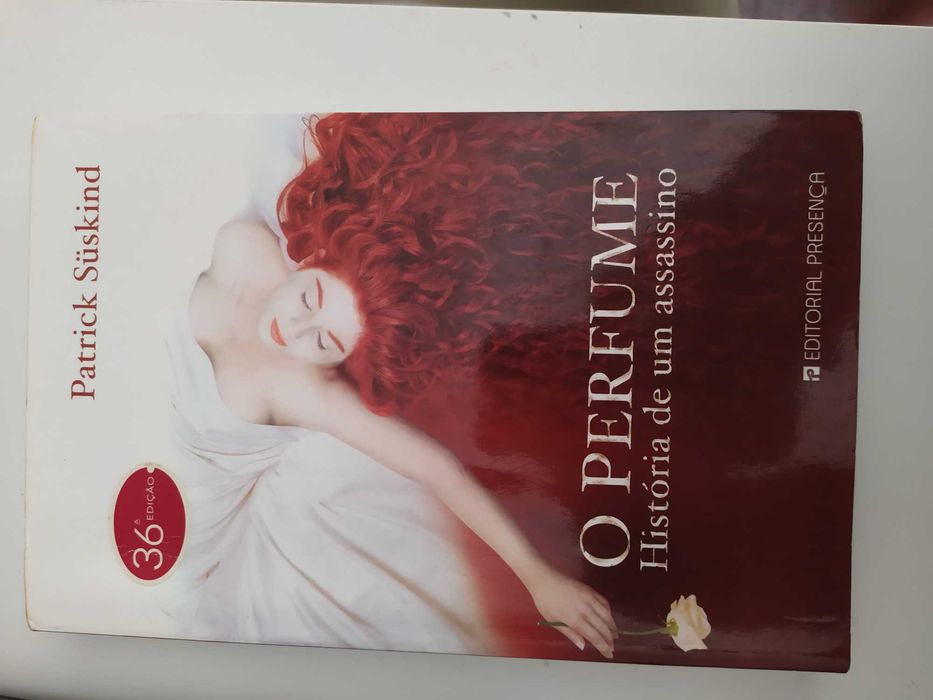 Patrick Süskind
36ª
EDIÇÃO
O PERFUME
História de um assassino
EDITORIAL PRESENÇA